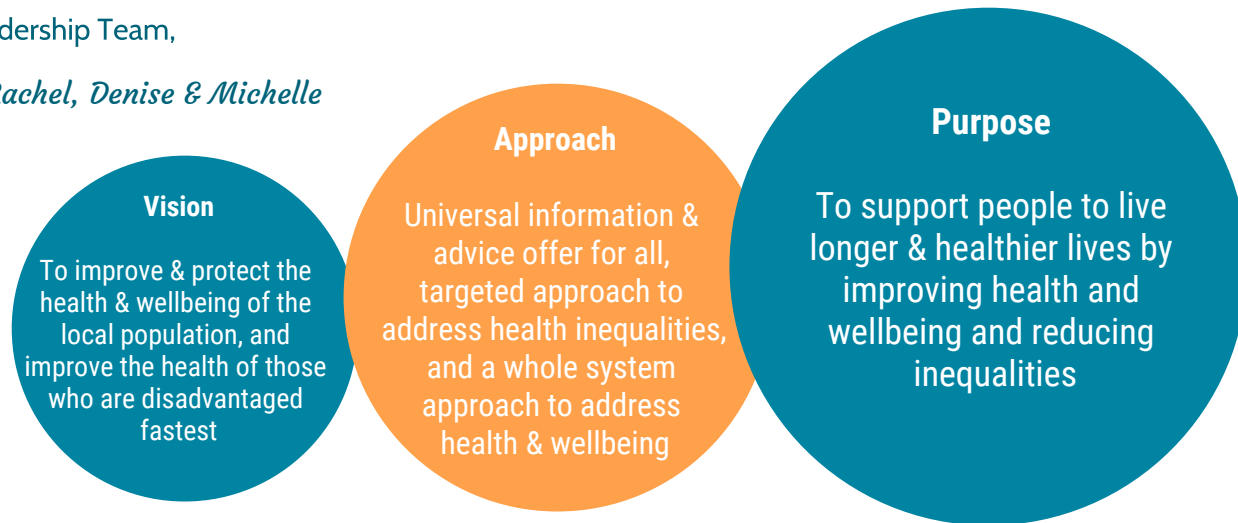 dership Team,
Rachel, Denise & Michelle
Vision
To improve & protect the
health & wellbeing of the
local population, and
improve the health of those
who are disadvantaged
fastest
Approach
Universal information &
advice offer for all,
targeted approach to
address health inequalities,
and a whole system
approach to address
health & wellbeing
Purpose
To support people to live
longer & healthier lives by
improving health and
wellbeing and reducing
inequalities